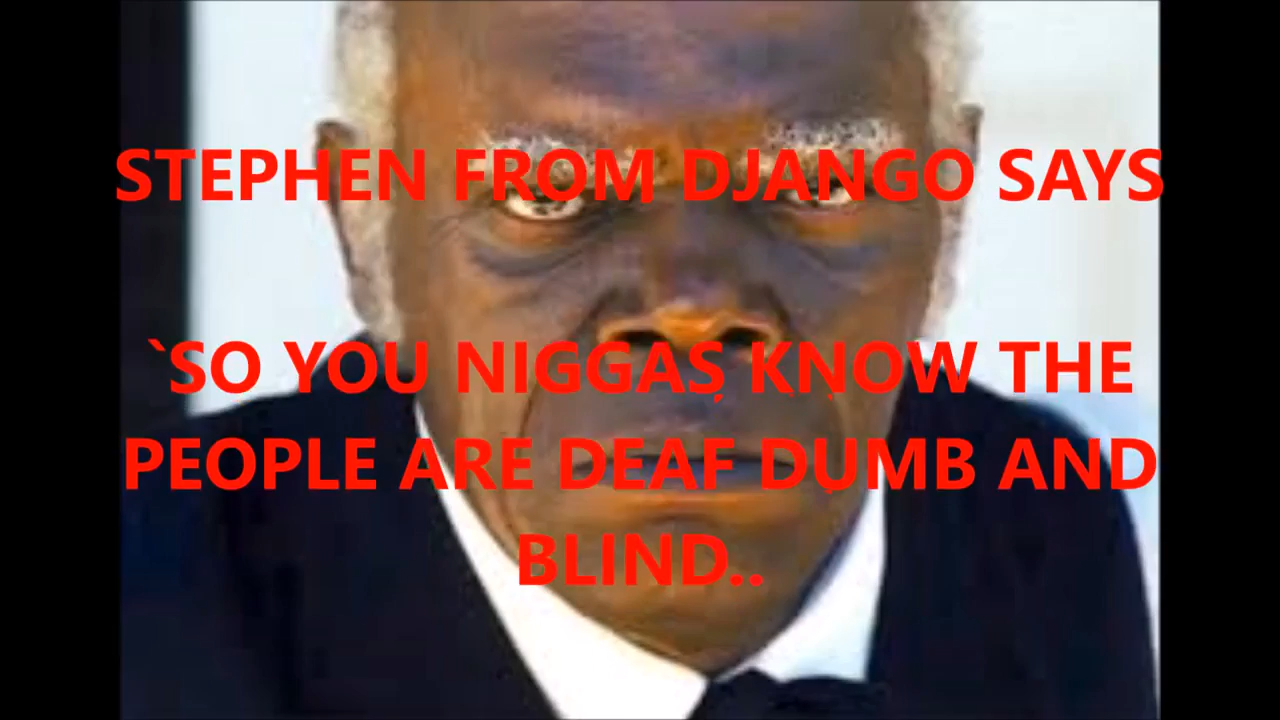 STEPHEN FROM DJANGO SAYS
`SO YOU NIGGAS KNOW THE
PEOPLE ARE DEAF DUMB AND
BLIND..